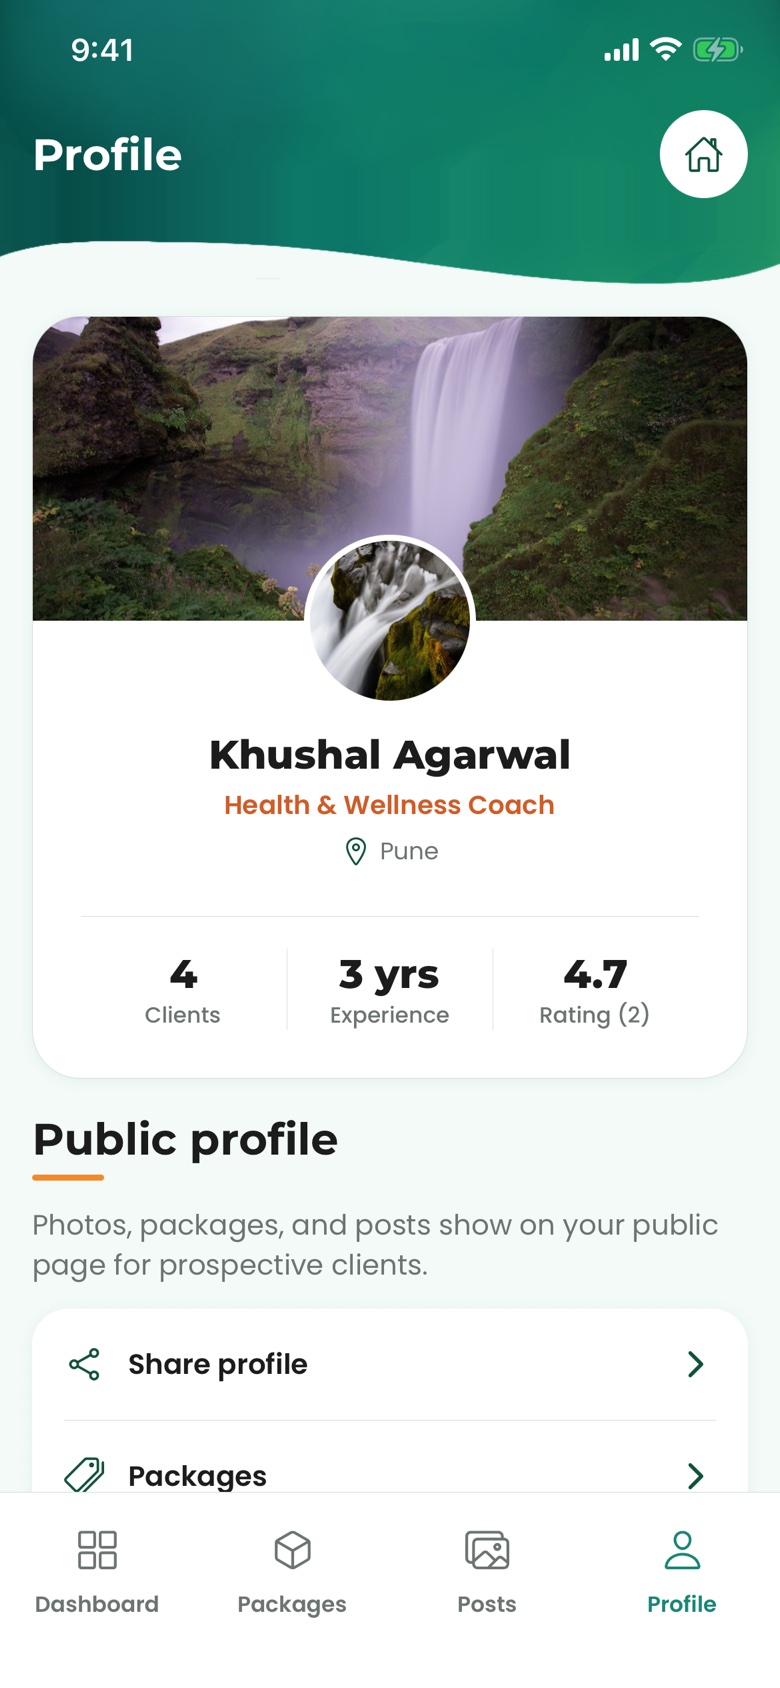 9:41
Profile
Khushal Agarwal
Health & Wellness Coach
Pune
4
Clients
3 yrs
Experience
4.7
Rating (2)
Public profile
Photos, packages, and posts show on your public
page for prospective clients.
Share profile
Packages
Dashboard
Packages
Posts
Profile